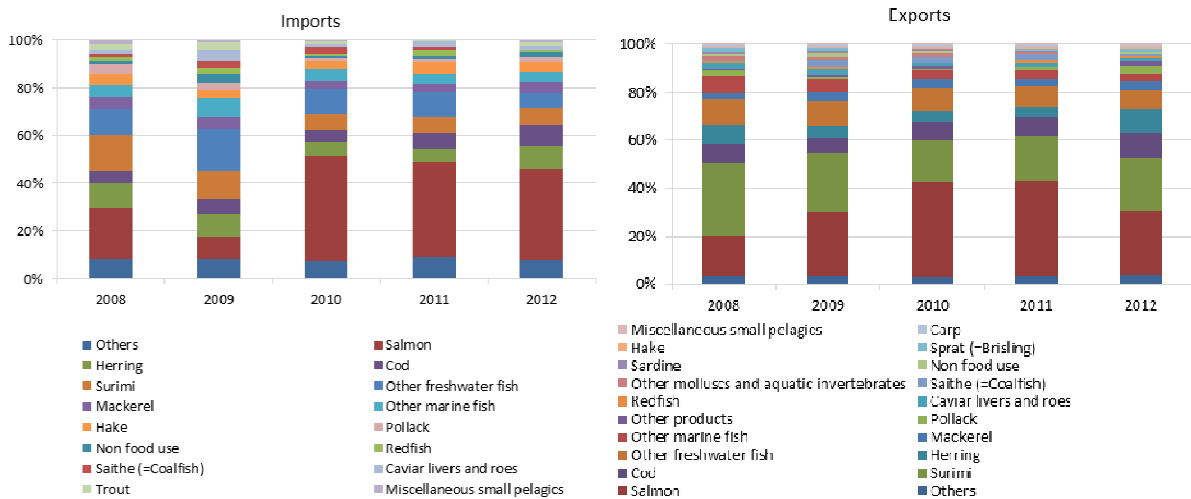 Imports
100%
80%
60%
40%
20%
0%
2008 2009 2010 2011 2012
Others Salmon
Herring Cod
Surimi Other freshwater fish
Mackerel Other marine fish
Hake Pollack
Non food use Redfish
Saithe (=Coalfish) Caviar livers and roes
Trout Miscellaneous small pelagics
Exports
100%
80%
60%
40%
20%
0%
2008 2009 2010 2011 2012
Miscellaneous small pelagics Carp
Hake Sprat (=Brisling)
Sardine Non food use
Other molluscs and aquatic invertebrates Saithe (=Coalfish)
Redfish Caviar livers and roes
Other products Pollack
Other marine fish Mackerel
Other freshwater fish Herring
Cod Surimi
Salmon Others